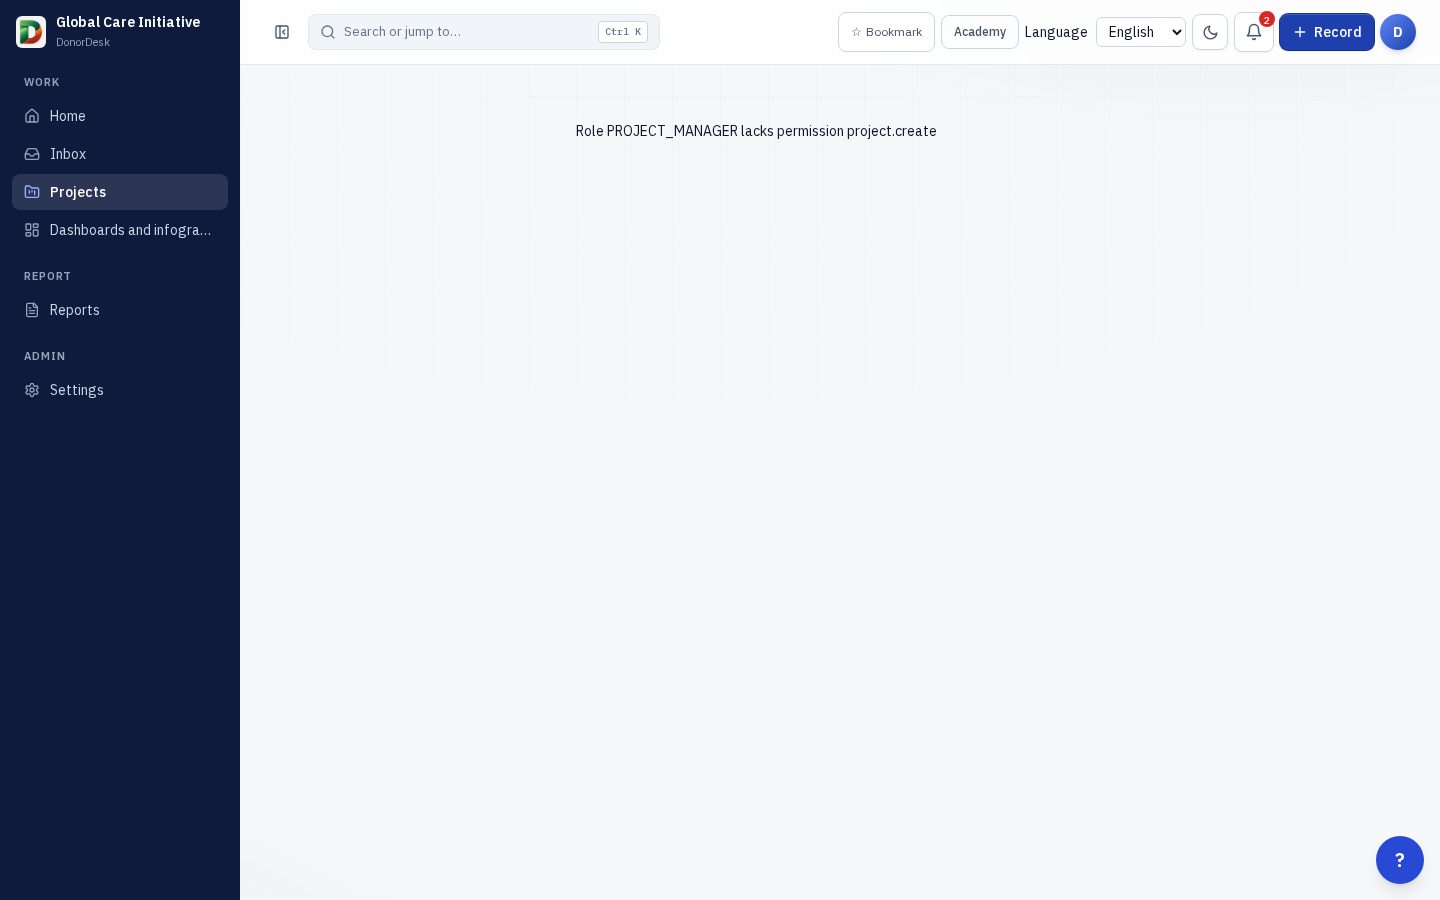 Global Care Initiative
DonorDesk
WORK
Home
Inbox
Projects
Dashboards and infogra...
REPORT
Reports
ADMIN
Settings
Search or jump to...
Ctrl K
☆ Bookmark
Academy
Language
English
2
+ Record
D
Role PROJECT_MANAGER lacks permission project.create
?